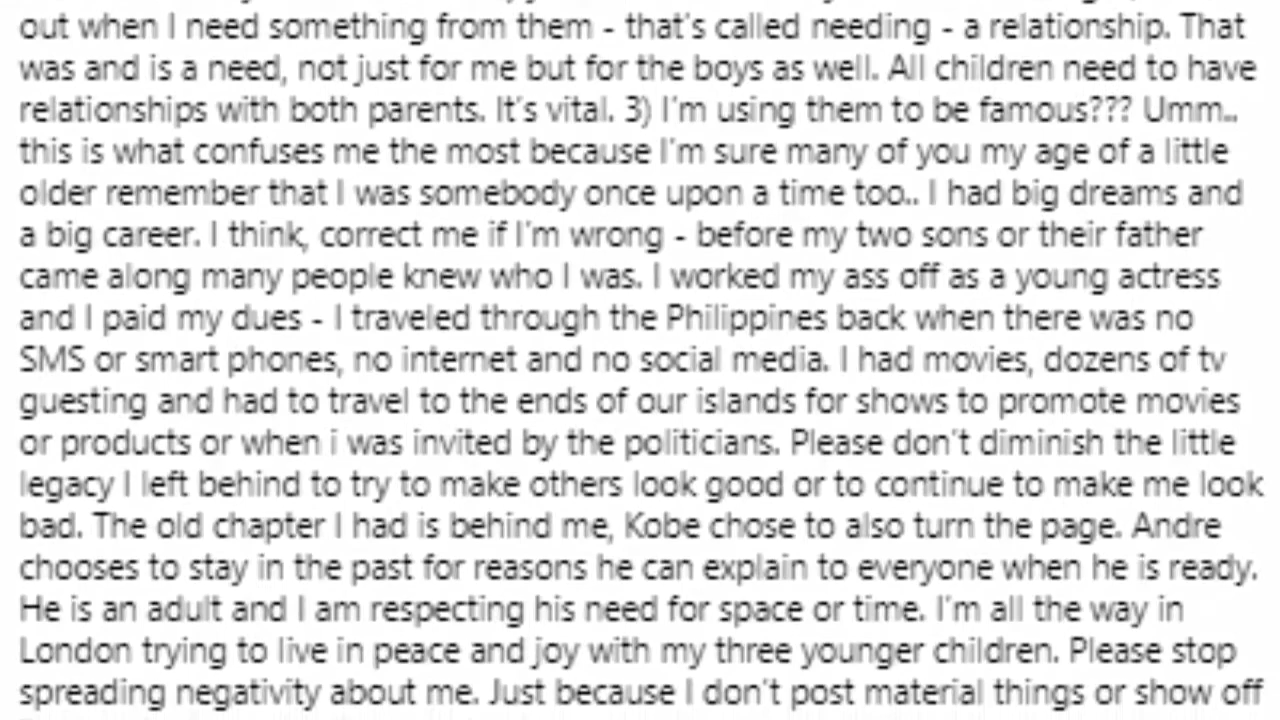 out when I need something from them - that's called needing - a relationship. That
was and is a need, not just for me but for the boys as well. All children need to have
relationships with both parents. It's vital. 3) I'm using them to be famous??? Umm..
this is what confuses me the most because I'm sure many of you my age of a little
older remember that I was somebody once upon a time too.. I had big dreams and
a big career. I think, correct me if I'm wrong - before my two sons or their father
came along many people knew who I was. I worked my ass off as a young actress
and I paid my dues - I traveled through the Philippines back when there was no
SMS or smart phones, no internet and no social media. I had movies, dozens of tv
guesting and had to travel to the ends of our islands for shows to promote movies
or products or when i was invited by the politicians. Please don't diminish the little
legacy I left behind to try to make others look good or to continue to make me look
bad. The old chapter I had is behind me, Kobe chose to also turn the page. Andre
chooses to stay in the past for reasons he can explain to everyone when he is ready.
He is an adult and I am respecting his need for space or time. I'm all the way in
London trying to live in peace and joy with my three younger children. Please stop
spreading negativity about me. Just because I don't post material things or show off